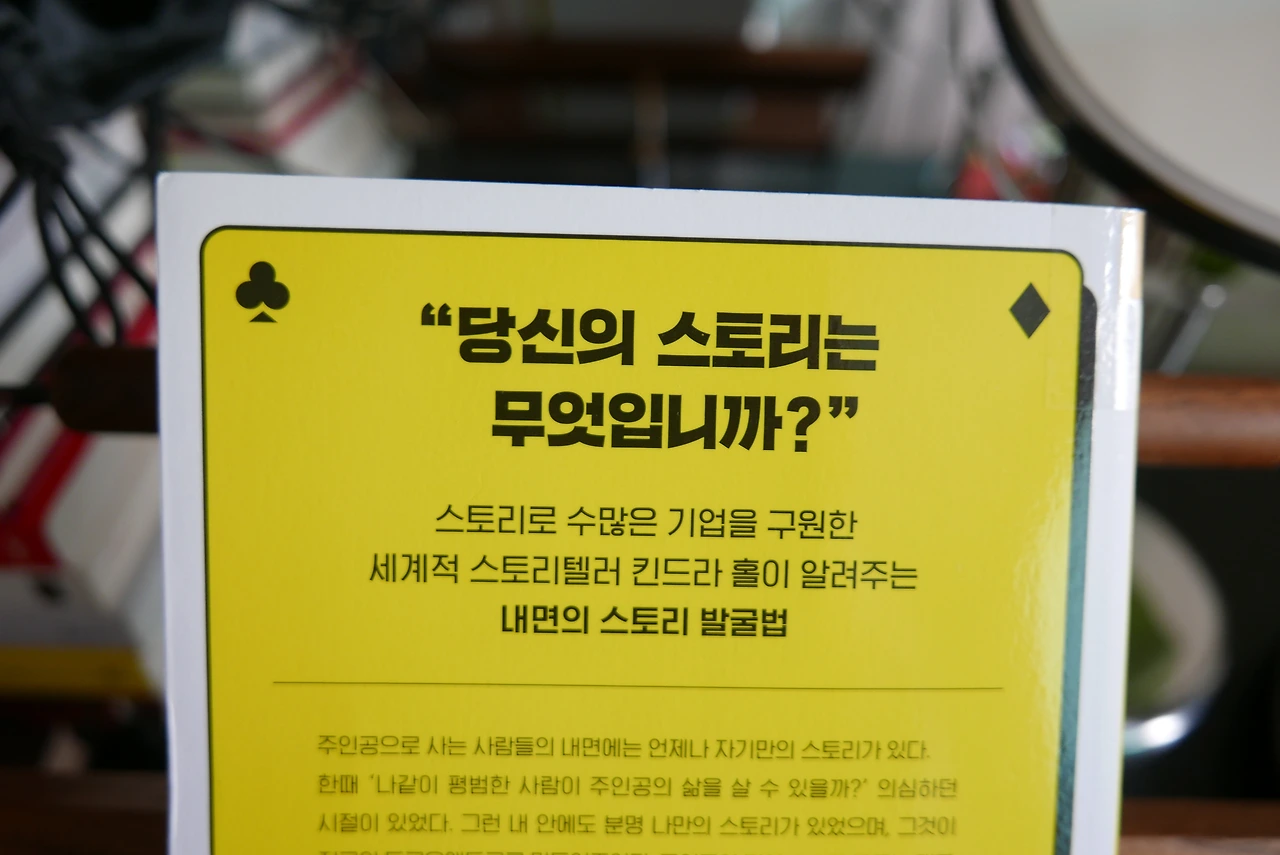 “당신의 스토리는
무엇입니까?”
스토리로 수많은 기업을 구원한
세계적 스토리텔러 킨드라 홀이 알려주는
내면의 스토리 발굴법
주인공으로 사는 사람들의 내면에는 언제나 자기만의 스토리가 있다.
한때 ‘나같이 평범한 사람이 주인공의 삶을 살 수 있을까?’ 의심하던
시절이 있었다. 그런 내 안에도 분명 나만의 스토리가 있었으며, 그것이